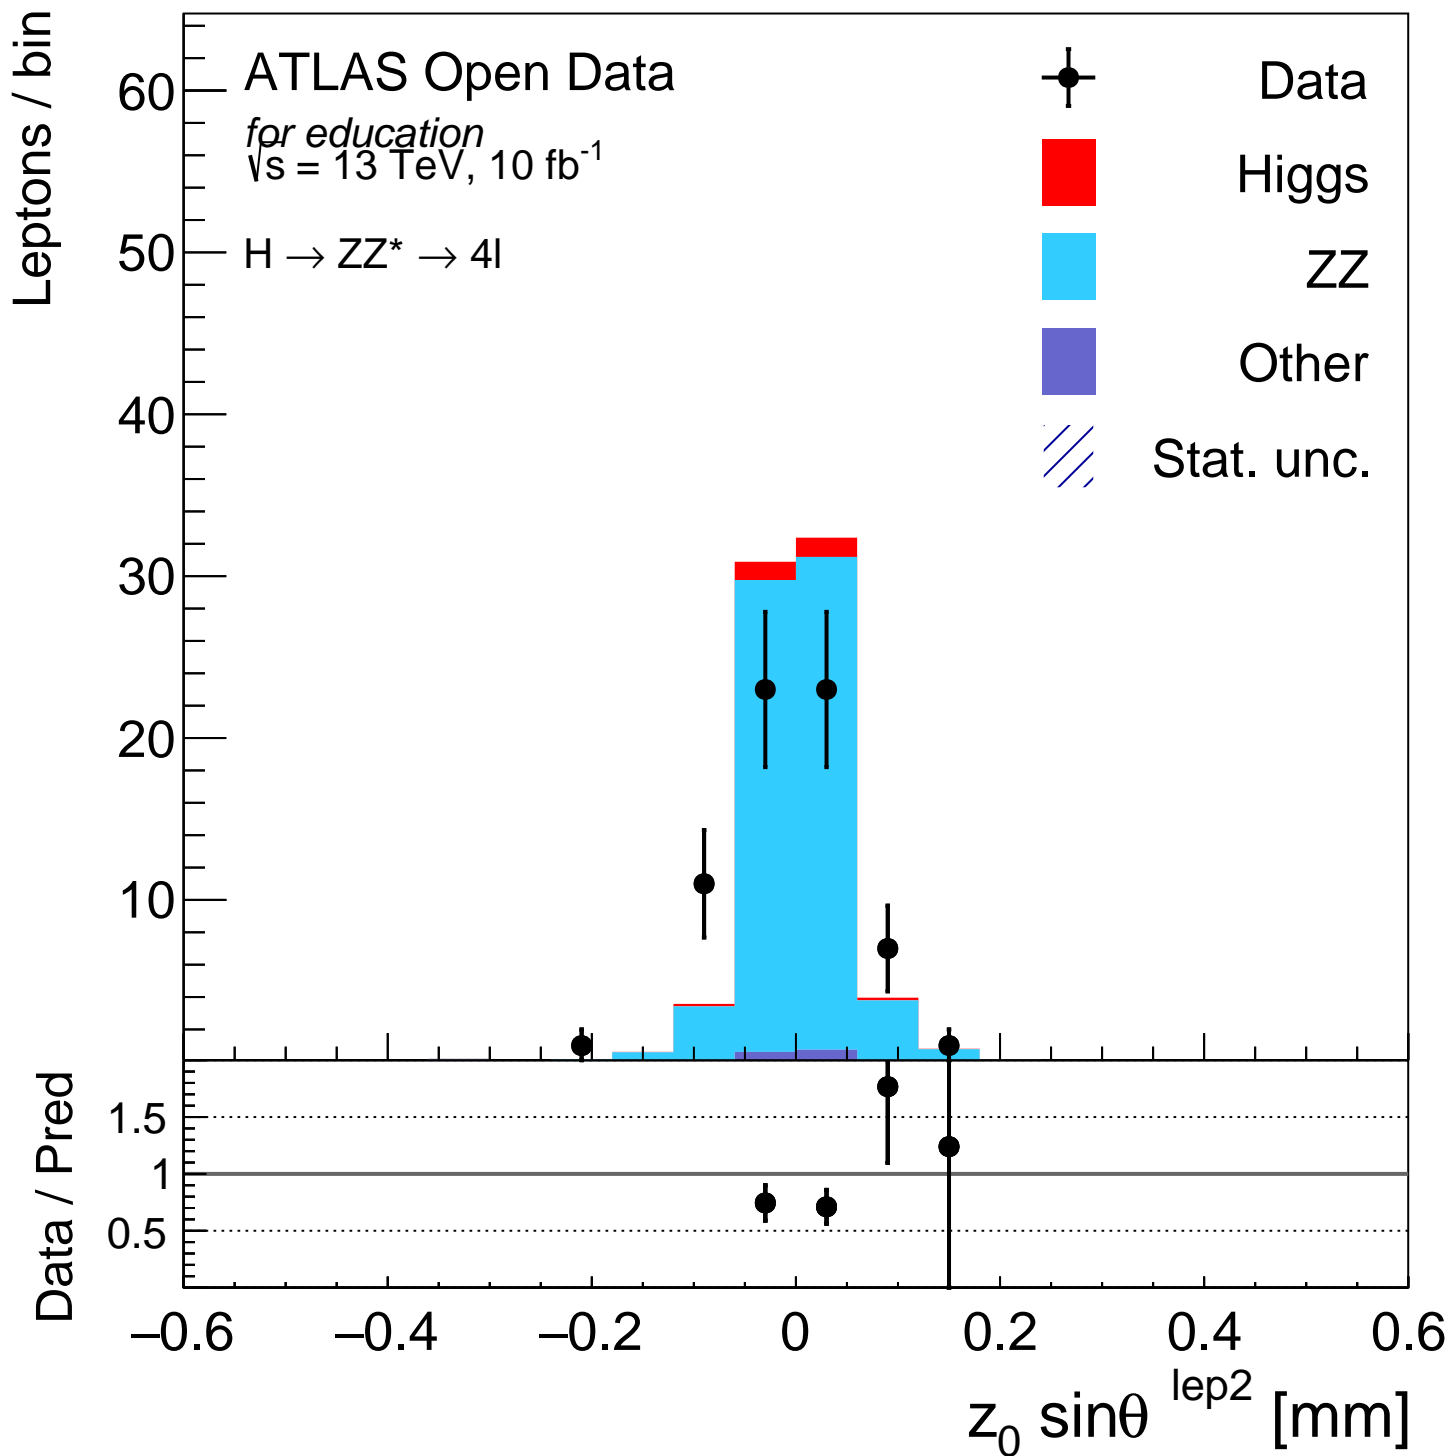 Leptons / bin
60
50
40
30
20
10
ATLAS Open Data
for education
√s = 13 TeV, 10 fb⁻¹
H → ZZ* → 4l
Data
Higgs
ZZ
Other
Stat. unc.
Data / Pred
1.5
1
0.5
−0.6 −0.4 −0.2 0 0.2 0.4 0.6
z₀ sinθ lep2 [mm]